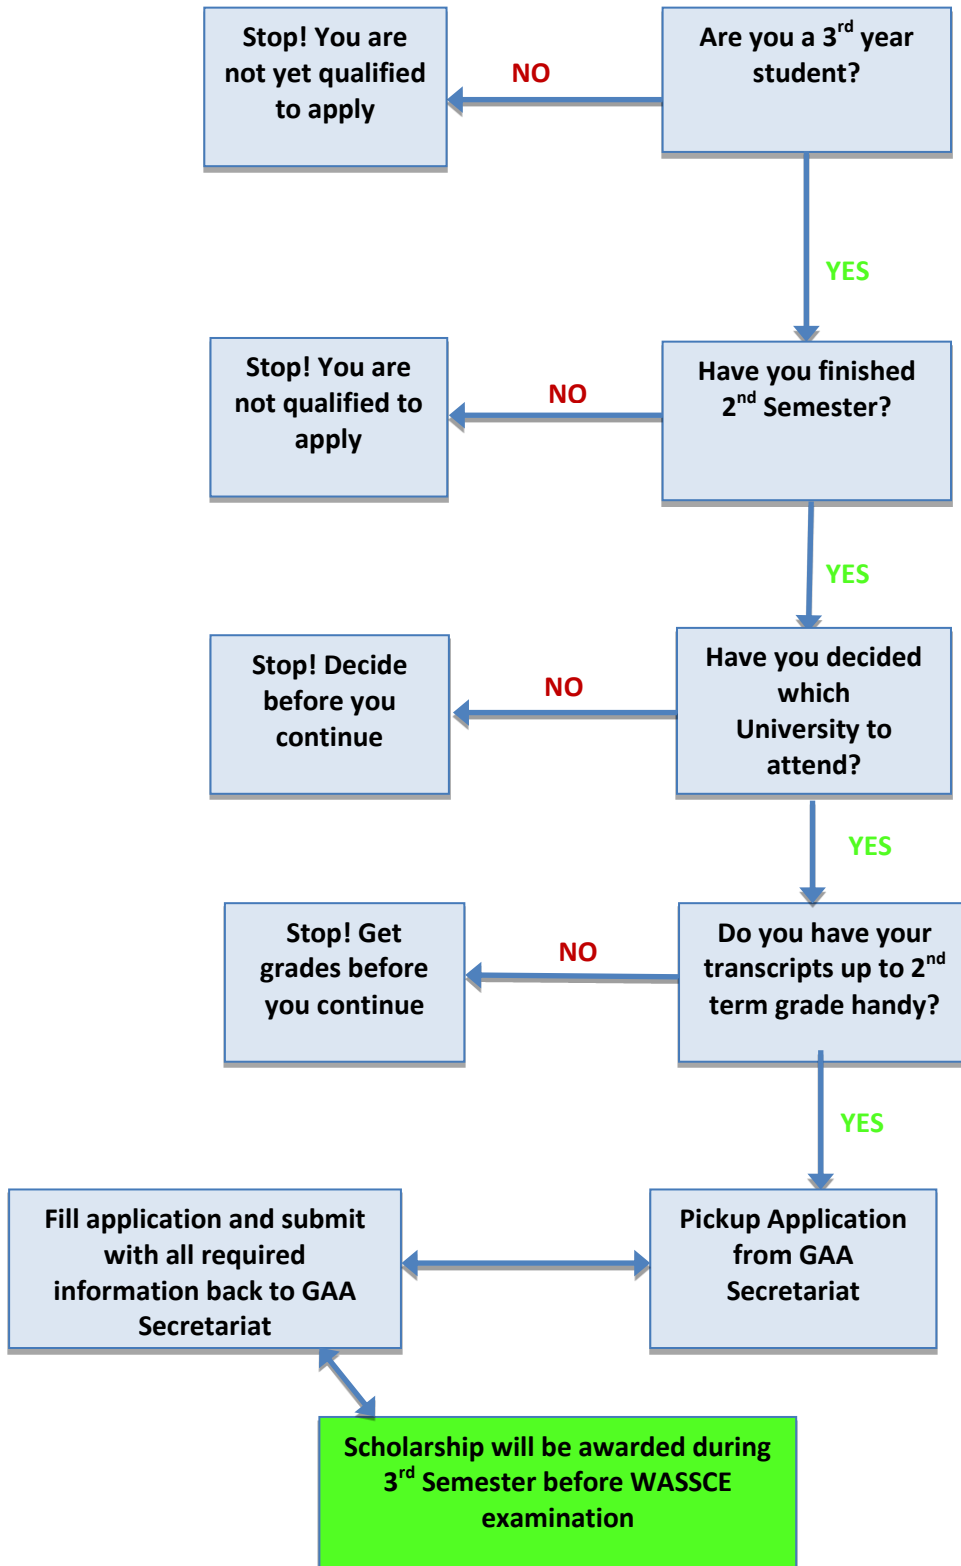 Are you a 3rd year
student?
NO
Stop! You are
not yet qualified
to apply
YES
Have you finished
2nd Semester?
NO
Stop! You are
not qualified to
apply
YES
Have you decided
which
University to
attend?
NO
Stop! Decide
before you
continue
YES
Do you have your
transcripts up to 2nd
term grade handy?
NO
Stop! Get
grades before
you continue
YES
Pickup Application
from GAA
Secretariat
Fill application and submit
with all required
information back to GAA
Secretariat
Scholarship will be awarded during
3rd Semester before WASSCE
examination